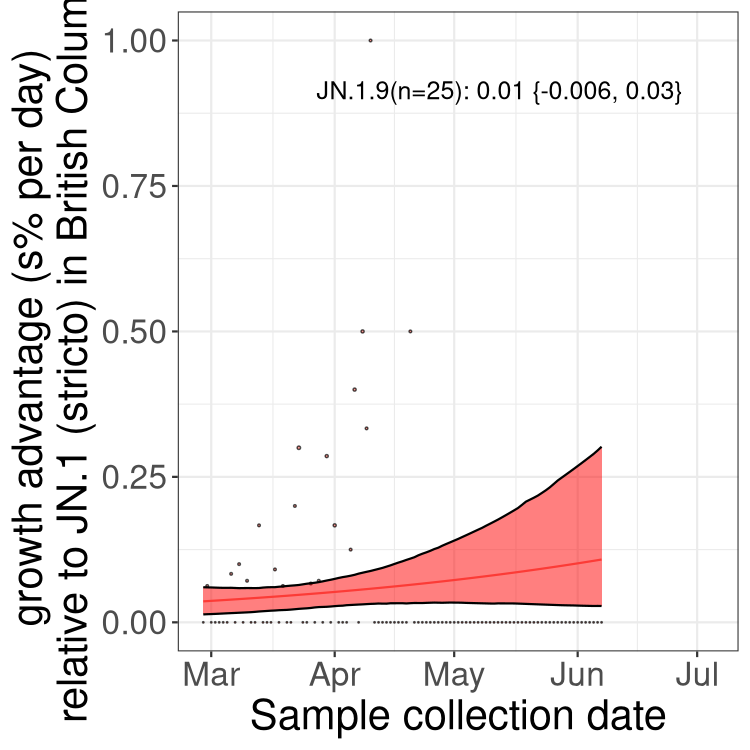 growth advantage (s% per day)
relative to JN.1 (stricto) in British Colum
1.00
0.75
0.50
0.25
0.00
JN.1.9(n=25): 0.01 {-0.006, 0.03}
Mar Apr May Jun Jul
Sample collection date